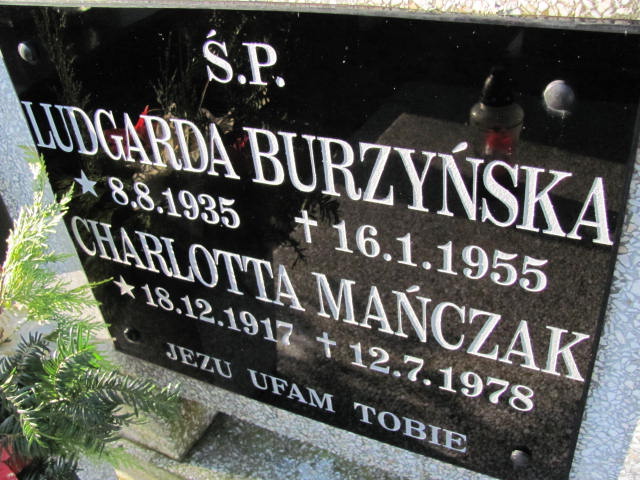 Ś.P.
LUDGARDA BURZYŃSKA
★ 8.8.1935 † 16.1.1955
CHARLOTTA MAŃCZAK
★ 18.12.1917 † 12.7.1978
JEZU UFAM TOBIE